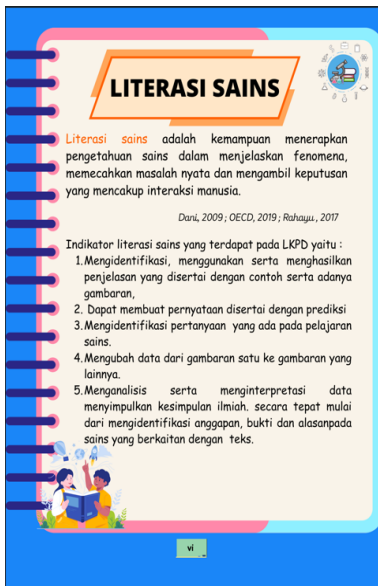 LITERASI SAINS
Literasi sains adalah kemampuan menerapkan
pengetahuan sains dalam menjelaskan fenomena,
memecahkan masalah nyata dan mengambil keputusan
yang mencakup interaksi manusia.
Dani, 2009 ; OECD, 2019 ; Rahayu., 2017
Indikator literasi sains yang terdapat pada LKPD yaitu :
1. Mengidentifikasi, menggunakan serta menghasilkan
penjelasan yang disertai dengan contoh serta adanya
gambaran,
2. Dapat membuat pernyataan disertai dengan prediksi
3. Mengidentifikasi pertanyaan yang ada pada pelajaran
sains.
4. Mengubah data dari gambaran satu ke gambaran yang
lainnya.
5. Menganalisis serta menginterpretasi data
menyimpulkan kesimpulan ilmiah. secara tepat mulai
dari mengidentifikasi anggapan, bukti dan alasanpada
sains yang berkaitan dengan teks.
vi